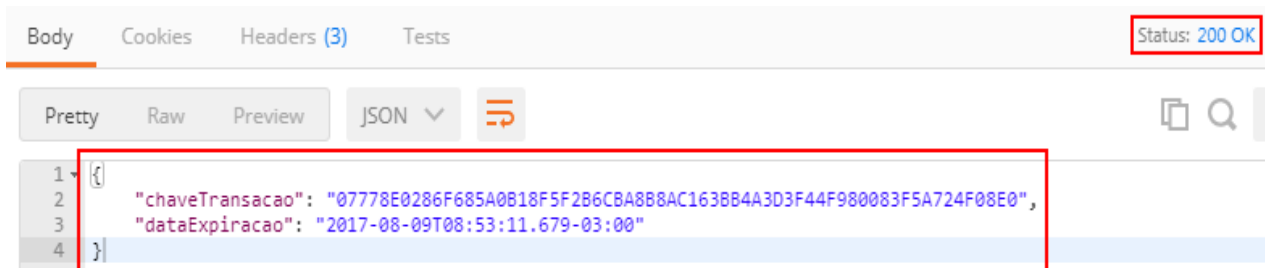 Body Cookies Headers (3) Tests Status: 200 OK
Pretty Raw Preview JSON
1 {
2 "chaveTransacao": "07778E0286F685A0B18F5F2B6CBA8B8AC163BB4A3D3F44F980083F5A724F08E0",
3 "dataExpiracao": "2017-08-09T08:53:11.679-03:00"
4 }